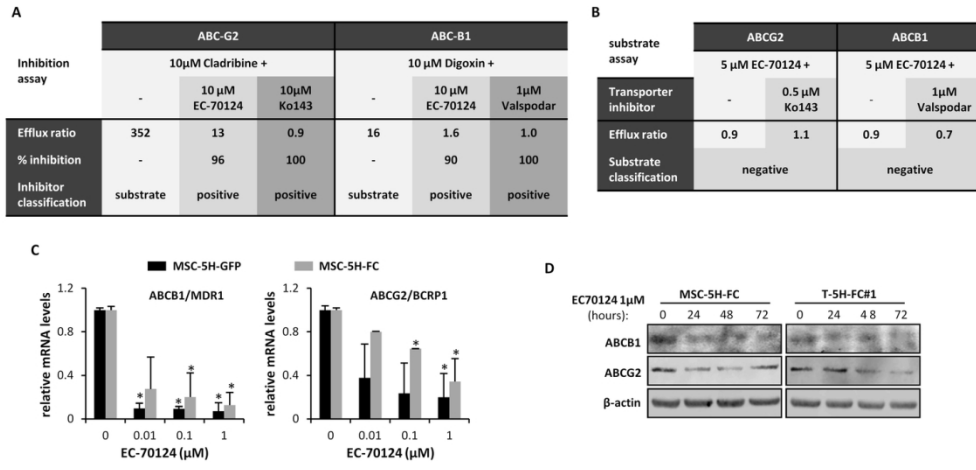 A
ABC-G2 ABC-B1
Inhibition assay
10μM Cladribine + 10 μM Digoxin +
- 10 μM EC-70124 10μM Ko143 - 10 μM EC-70124 1μM Valspodar
Efflux ratio 352 13 0.9 16 1.6 1.0
% inhibition - 96 100 - 90 100
Inhibitor classification substrate positive positive substrate positive positive
B
substrate assay ABCG2 ABCB1
5 μM EC-70124 + 5 μM EC-70124 +
Transporter inhibitor - 0.5 μM Ko143 - 1μM Valspodar
Efflux ratio 0.9 1.1 0.9 0.7
Substrate classification negative negative
C
MSC-5H-GFP MSC-5H-FC
ABCB1/MDR1
relative mRNA levels
1.2
0.8
0.4
0
* * * * *
0 0.01 0.1 1
EC-70124 (μM)
ABCG2/BCRP1
relative mRNA levels
1.2
0.8
0.4
0
* * *
0 0.01 0.1 1
EC-70124 (μM)
D
EC70124 1μM MSC-5H-FC T-5H-FC#1
(hours): 0 24 48 72 0 24 4 8 72
ABCB1
ABCG2
β-actin